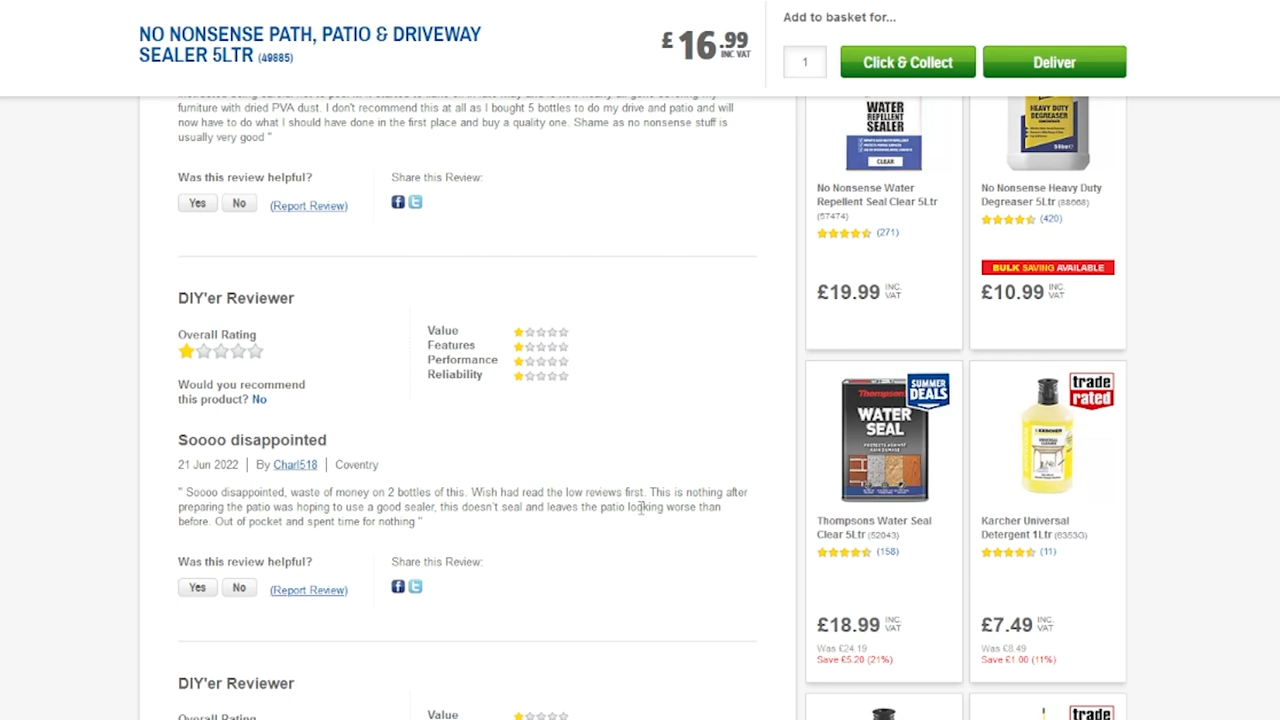 NO NONSENSE PATH, PATIO & DRIVEWAY
SEALER 5LTR (49885)
£16.99 INC VAT
Add to basket for...
1
Click & Collect
Deliver
furniture with dried PVA dust. I don't recommend this at all as I bought 5 bottles to do my drive and patio and will
now have to do what I should have done in the first place and buy a quality one. Shame as no nonsense stuff is
usually very good "
Was this review helpful?
Share this Review:
Yes
No
(Report Review)
DIY'er Reviewer
Overall Rating
Would you recommend
this product? No
Value
Features
Performance
Reliability
Soooo disappointed
21 Jun 2022 | By Charl518 | Coventry
" Soooo disappointed, waste of money on 2 bottles of this. Wish had read the low reviews first. This is nothing after
preparing the patio was hoping to use a good sealer, this doesn't seal and leaves the patio looking worse than
before. Out of pocket and spent time for nothing "
Was this review helpful?
Share this Review:
Yes
No
(Report Review)
DIY'er Reviewer
Overall Rating
Value
WATER
REPELLENT
SEALER
CLEAR
No Nonsense Water
Repellent Seal Clear 5Ltr
(57474)
(271)
£19.99 INC. VAT
HEAVY DUTY
DEGREASER
No Nonsense Heavy Duty
Degreaser 5Ltr (88068)
(420)
BULK SAVING AVAILABLE
£10.99 INC. VAT
SUMMER
DEALS
Thompson's
WATER
SEAL
Thompsons Water Seal
Clear 5Ltr (52043)
(158)
£18.99 INC. VAT
Was £24.19
Save £5.20 (21%)
trade
rated
KARCHER
Karcher Universal
Detergent 1Ltr (6353G)
(11)
£7.49 INC. VAT
Was £8.49
Save £1.00 (11%)
trade